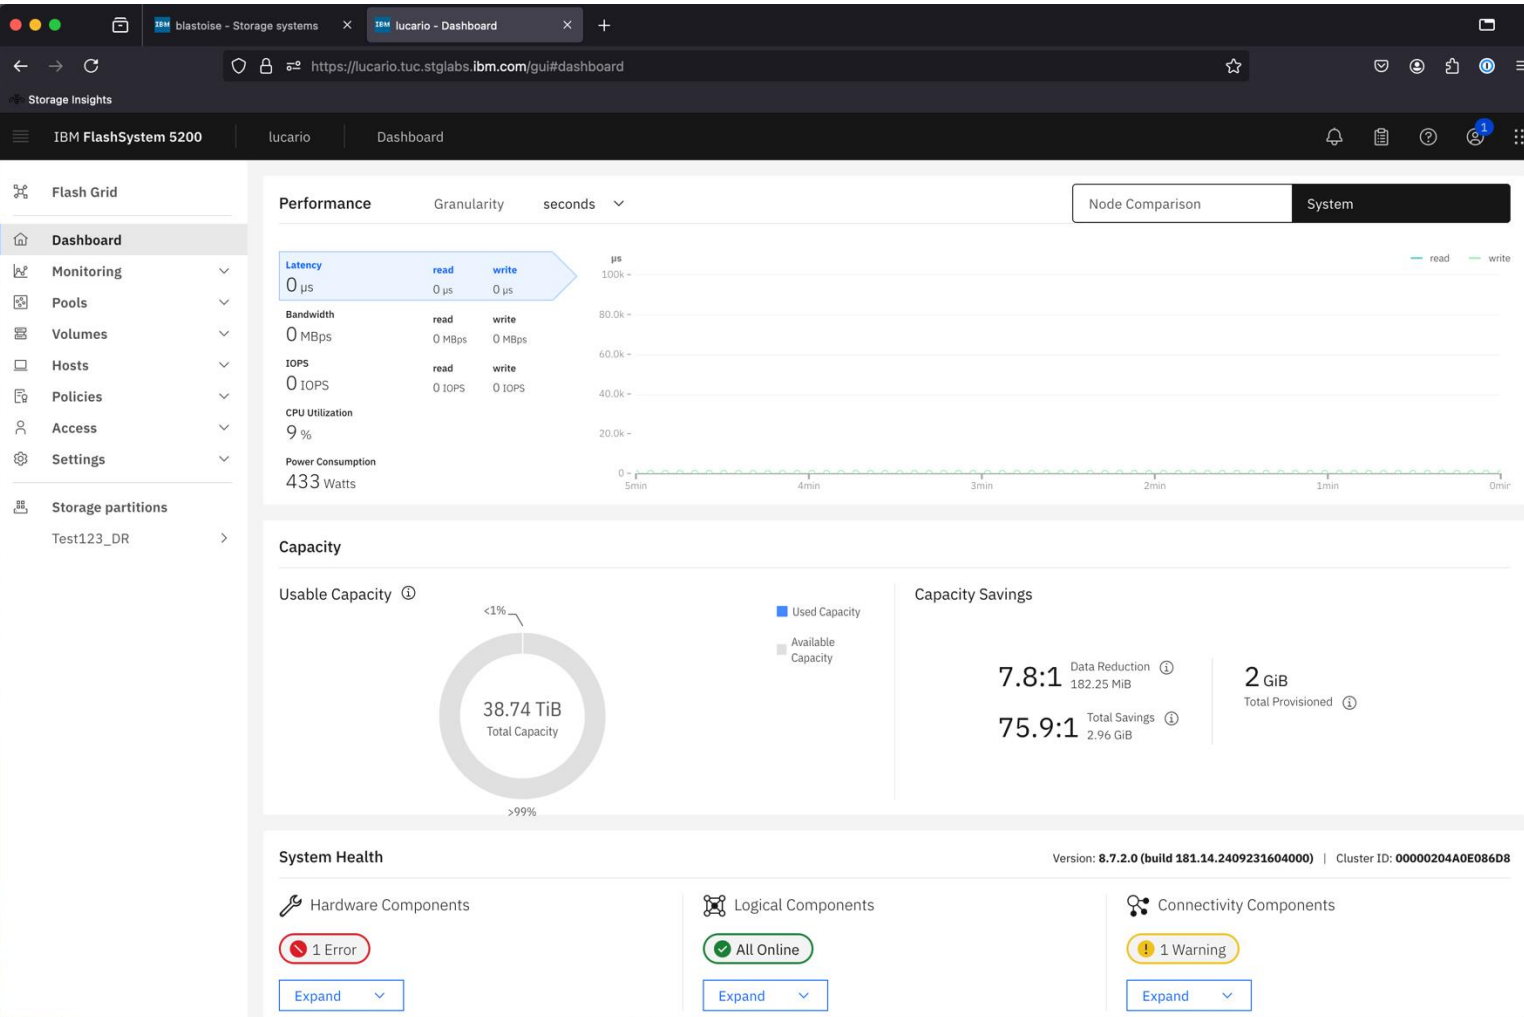 blastoise - Storage systems
lucario - Dashboard
https://lucario.tuc.stglabs.ibm.com/gui#dashboard
Storage Insights
IBM FlashSystem 5200
lucario
Dashboard
1
Flash Grid
Dashboard
Monitoring
Pools
Volumes
Hosts
Policies
Access
Settings
Storage partitions
Test123_DR
Performance
Granularity
seconds
Node Comparison
System
Latency read write
0 µs 0 µs 0 µs
Bandwidth read write
0 MBps 0 MBps 0 MBps
IOPS read write
0 IOPS 0 IOPS 0 IOPS
CPU Utilization
9 %
Power Consumption
433 Watts
µs
read write
100k
80.0k
60.0k
40.0k
20.0k
0
5min 4min 3min 2min 1min 0min
Capacity
Usable Capacity
<1%
38.74 TiB
Total Capacity
>99%
Used Capacity
Available
Capacity
Capacity Savings
7.8:1 Data Reduction
182.25 MiB
75.9:1 Total Savings
2.96 GiB
2 GiB
Total Provisioned
System Health
Version: 8.7.2.0 (build 181.14.2409231604000) | Cluster ID: 00000204A0E086D8
Hardware Components
1 Error
Expand
Logical Components
All Online
Expand
Connectivity Components
1 Warning
Expand